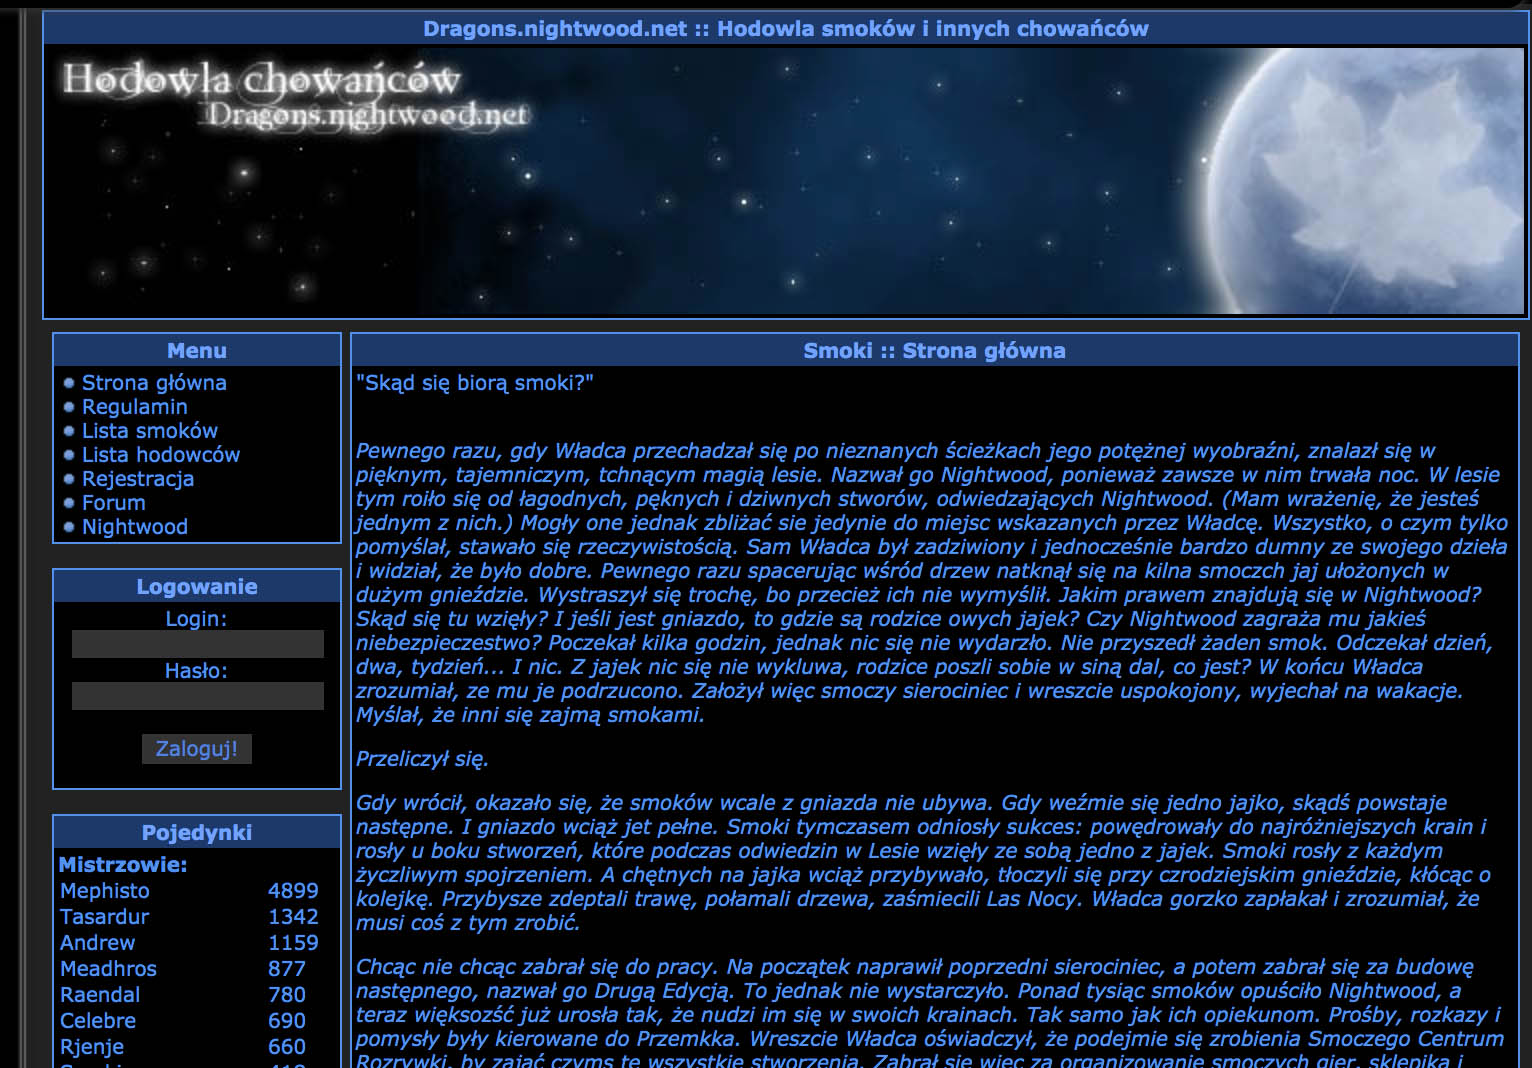 Dragons.nightwood.net :: Hodowla smoków i innych chowańców
Hodowla chowańców
Dragons.nightwood.net
Menu
Strona główna
Regulamin
Lista smoków
Lista hodowców
Rejestracja
Forum
Nightwood
Logowanie
Login:
Hasło:
Zaloguj!
Pojedynki
Mistrzowie:
Mephisto 4899
Tasardur 1342
Andrew 1159
Meadhros 877
Raendal 780
Celebre 690
Rjenje 660
Smoki :: Strona główna
"Skąd się biorą smoki?"
Pewnego razu, gdy Władca przechadzał się po nieznanych ścieżkach jego potężnej wyobraźni, znalazł się w
pięknym, tajemniczym, tchnącym magią lesie. Nazwał go Nightwood, ponieważ zawsze w nim trwała noc. W lesie
tym roiło się od łagodnych, pęknych i dziwnych stworów, odwiedzających Nightwood. (Mam wrażenię, że jesteś
jednym z nich.) Mogły one jednak zbliżać sie jedynie do miejsc wskazanych przez Władcę. Wszystko, o czym tylko
pomyślał, stawało się rzeczywistością. Sam Władca był zadziwiony i jednocześnie bardzo dumny ze swojego dzieła
i widział, że było dobre. Pewnego razu spacerując wśród drzew natknął się na kilna smoczch jaj ułożonych w
dużym gnieździe. Wystraszył się trochę, bo przecież ich nie wymyślił. Jakim prawem znajdują się w Nightwood?
Skąd się tu wzięły? I jeśli jest gniazdo, to gdzie są rodzice owych jajek? Czy Nightwood zagraża mu jakieś
niebezpieczestwo? Poczekał kilka godzin, jednak nic się nie wydarzło. Nie przyszedł żaden smok. Odczekał dzień,
dwa, tydzień... I nic. Z jajek nic się nie wykluwa, rodzice poszli sobie w siną dal, co jest? W końcu Władca
zrozumiał, ze mu je podrzucono. Założył więc smoczy sierociniec i wreszcie uspokojony, wyjechał na wakacje.
Myślał, że inni się zajmą smokami.
Przeliczył się.
Gdy wrócił, okazało się, że smoków wcale z gniazda nie ubywa. Gdy weźmie się jedno jajko, skądś powstaje
następne. I gniazdo wciąż jet pełne. Smoki tymczasem odniosły sukces: powędrowały do najróżniejszych krain i
rosły u boku stworzeń, które podczas odwiedzin w Lesie wzięły ze sobą jedno z jajek. Smoki rosły z każdym
życzliwym spojrzeniem. A chętnych na jajka wciąż przybywało, tłoczyli się przy czrodziejskim gnieździe, kłócąc o
kolejkę. Przybysze zdeptali trawę, połamali drzewa, zaśmiecili Las Nocy. Władca gorzko zapłakał i zrozumiał, że
musi coś z tym zrobić.
Chcąc nie chcąc zabrał się do pracy. Na początek naprawił poprzedni sierociniec, a potem zabrał się za budowę
następnego, nazwał go Drugą Edycją. To jednak nie wystarczyło. Ponad tysiąc smoków opuściło Nightwood, a
teraz więksozść już urosła tak, że nudzi im się w swoich krainach. Tak samo jak ich opiekunom. Prośby, rozkazy i
pomysły były kierowane do Przemkka. Wreszcie Władca oświadczył, że podejmie się zrobienia Smoczego Centrum
Rozrywki, by zająć czyms te wszystkie stworzenia. Zabrał się więc za organizowanie smoczych gier, sklepika i